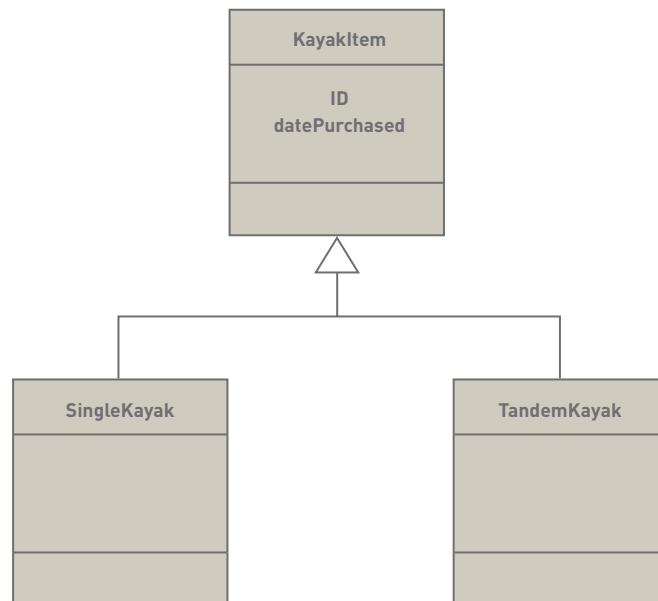 KayakItem
ID
datePurchased
SingleKayak
TandemKayak